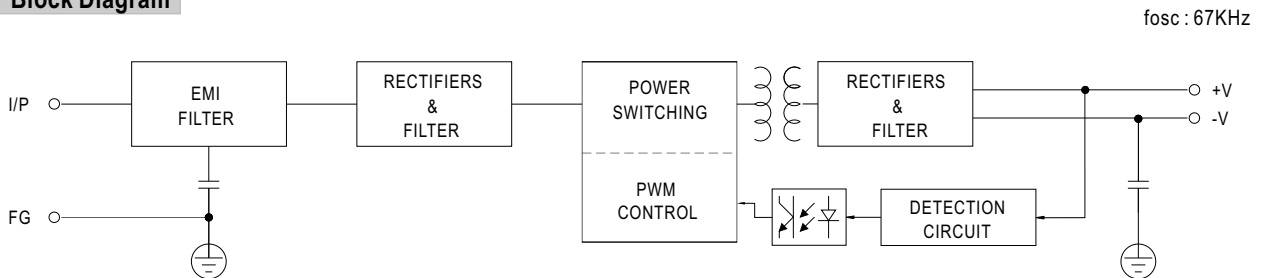 Block Diagram
fosc : 67KHz
I/P
EMI
FILTER
RECTIFIERS
&
FILTER
POWER
SWITCHING
RECTIFIERS
&
FILTER
+V
-V
PWM
CONTROL
DETECTION
CIRCUIT
FG